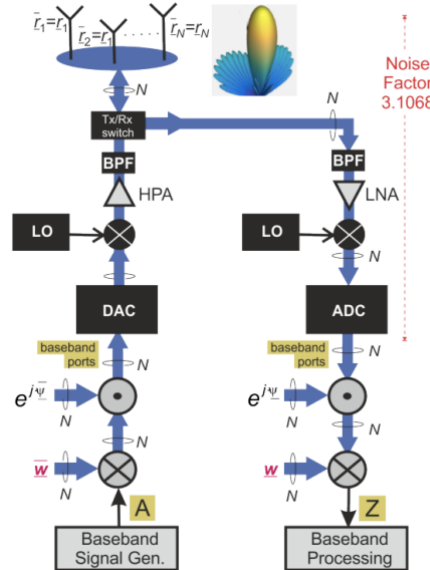 r̄₁=r₁
r̄₂=r₁
r̄N=rN
N
N
Tx/Rx
switch
Noise
Factor
3.1068
BPF
BPF
HPA
LNA
LO
LO
N
N
DAC
ADC
baseband
ports
N
baseband
ports
N
e^{jψ̄}
N
N
e^{jψ}
N
N
w̄
N
w
N
A
Z
Baseband
Signal Gen.
Baseband
Processing